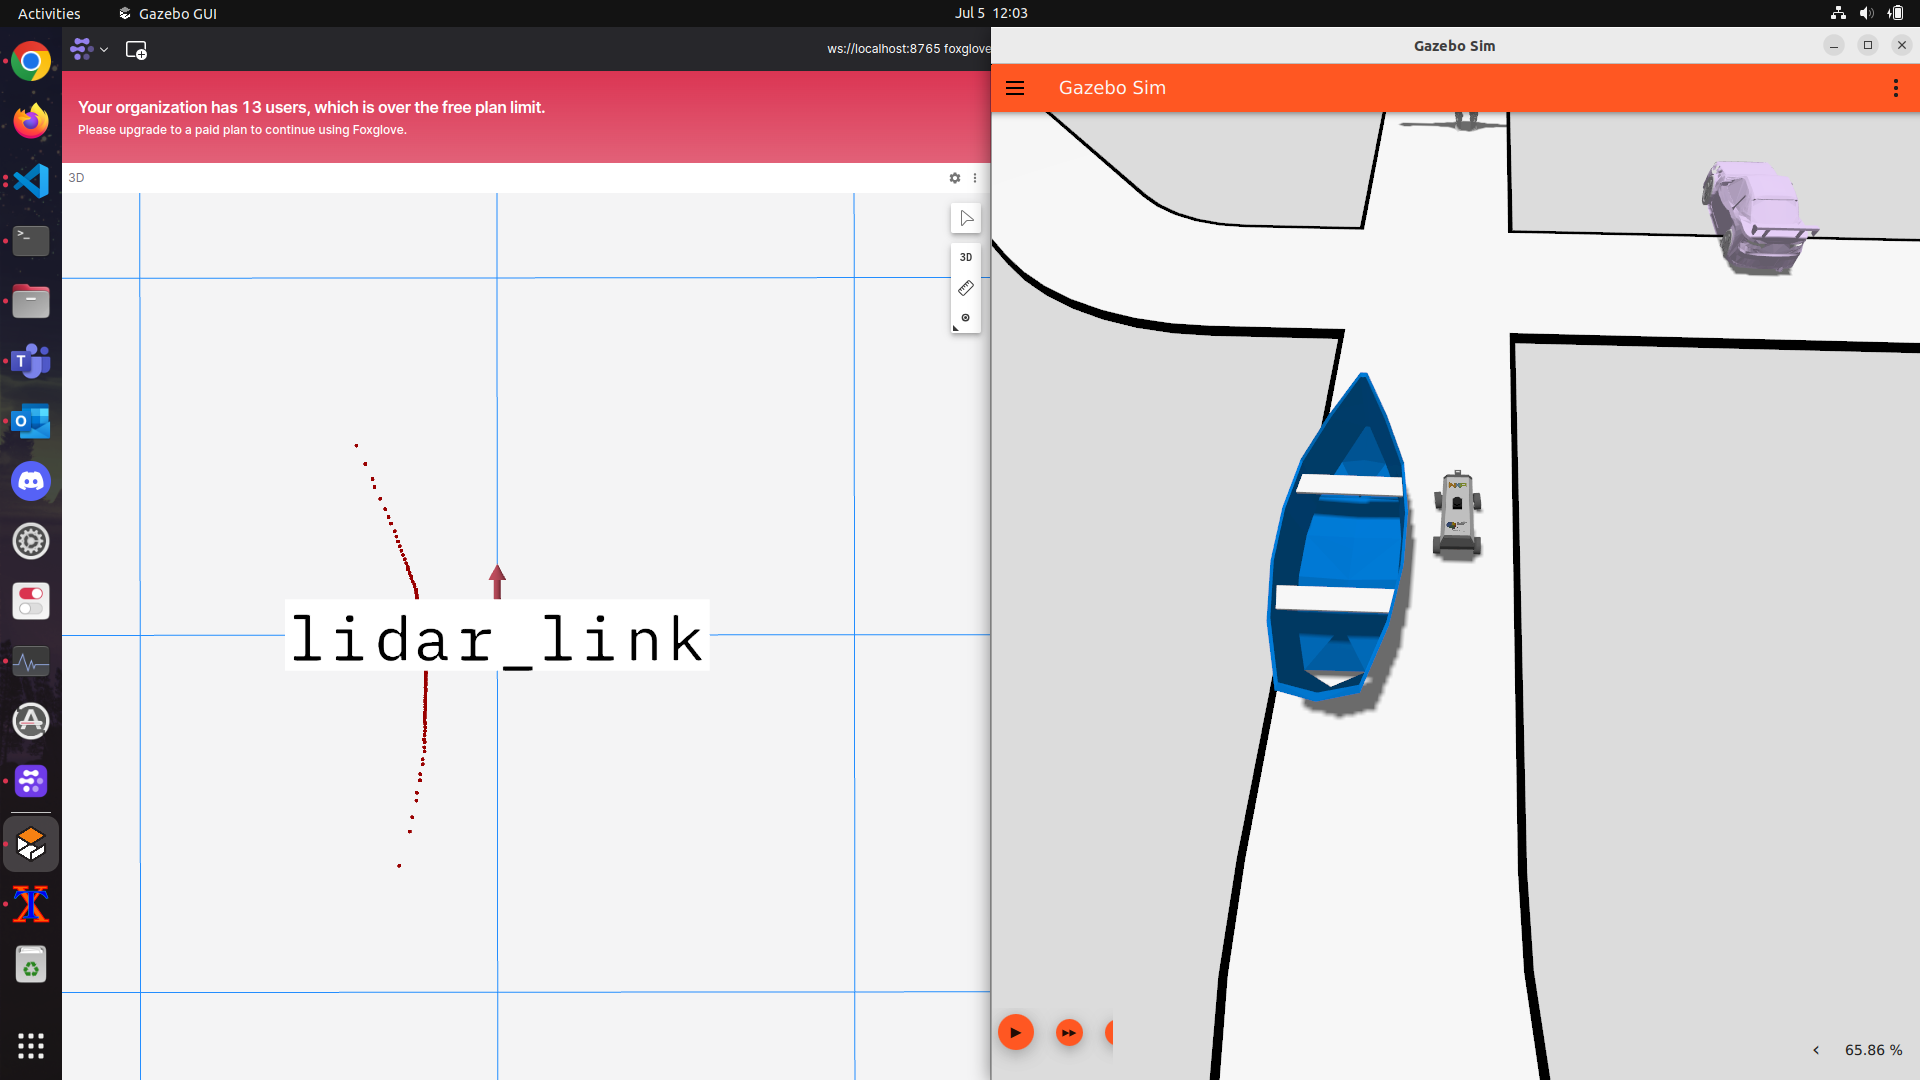 Activities
Gazebo GUI
Jul 5 12:03
ws://localhost:8765 foxglove
Your organization has 13 users, which is over the free plan limit.
Please upgrade to a paid plan to continue using Foxglove.
3D
3D
lidar_link
Gazebo Sim
Gazebo Sim
65.86 %